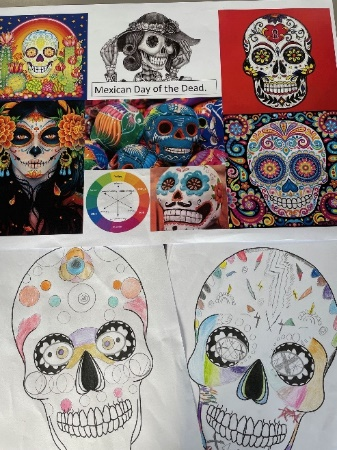 Mexican Day of the Dead.